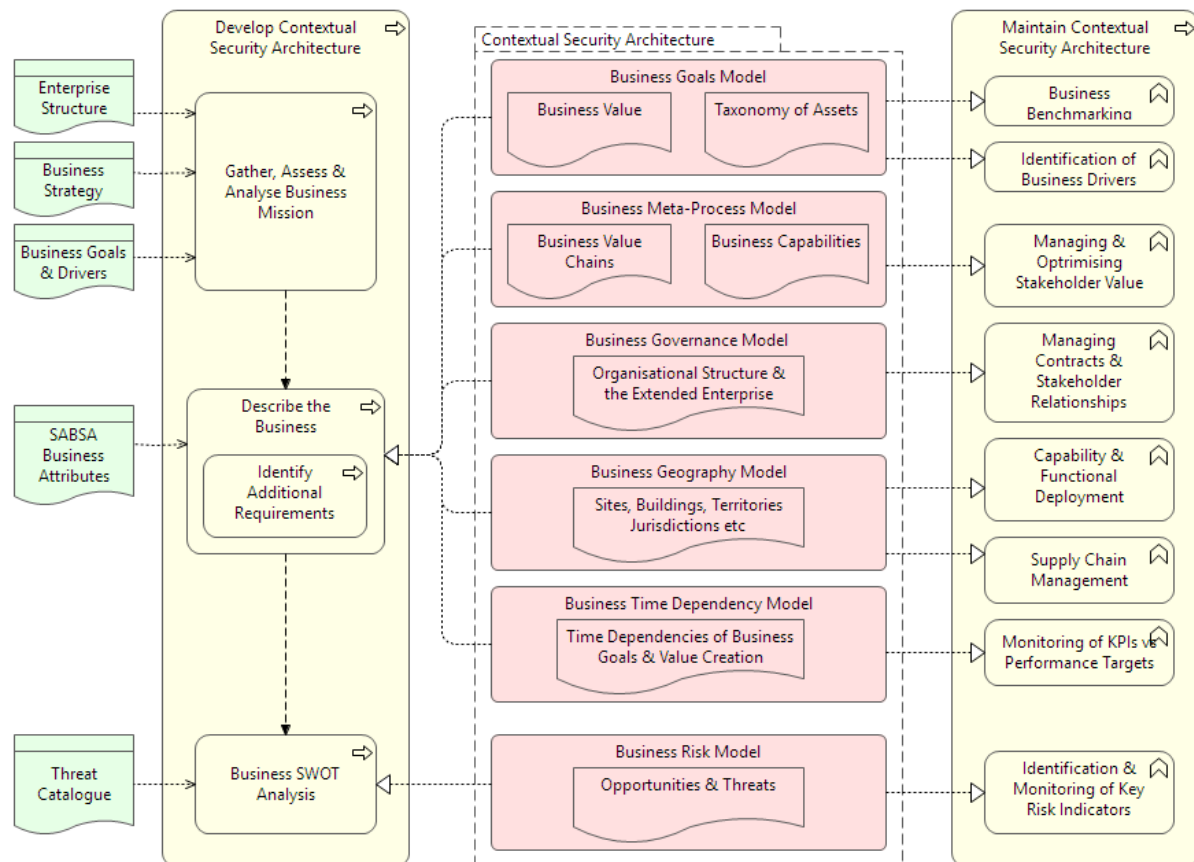 Develop Contextual
Security Architecture
Enterprise
Structure
Business
Strategy
Business Goals
& Drivers
SABSA
Business
Attributes
Threat
Catalogue
Gather, Assess &
Analyse Business
Mission
Describe the
Business
Identify
Additional
Requirements
Business SWOT
Analysis
Contextual Security Architecture
Business Goals Model
Business Value
Taxonomy of Assets
Business Meta-Process Model
Business Value
Chains
Business Capabilities
Business Governance Model
Organisational Structure &
the Extended Enterprise
Business Geography Model
Sites, Buildings, Territories
Jurisdictions etc
Business Time Dependency Model
Time Dependencies of Business
Goals & Value Creation
Business Risk Model
Opportunities & Threats
Maintain Contextual
Security Architecture
Business
Benchmarking
Identification of
Business Drivers
Managing &
Optrimising
Stakeholder Value
Managing
Contracts &
Stakeholder
Relationships
Capability &
Functional
Deployment
Supply Chain
Management
Monitoring of KPIs vs
Performance Targets
Identification &
Monitoring of Key
Risk Indicators